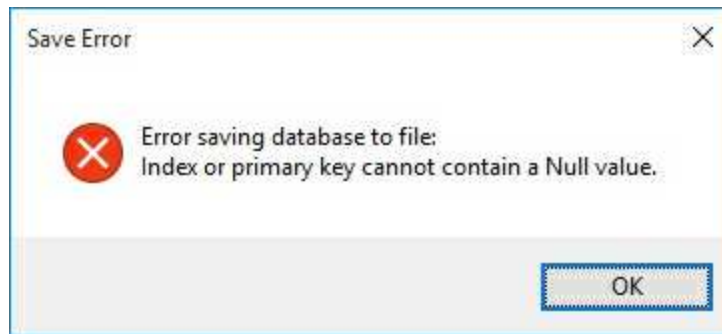 Save Error
Error saving database to file:
Index or primary key cannot contain a Null value.
OK